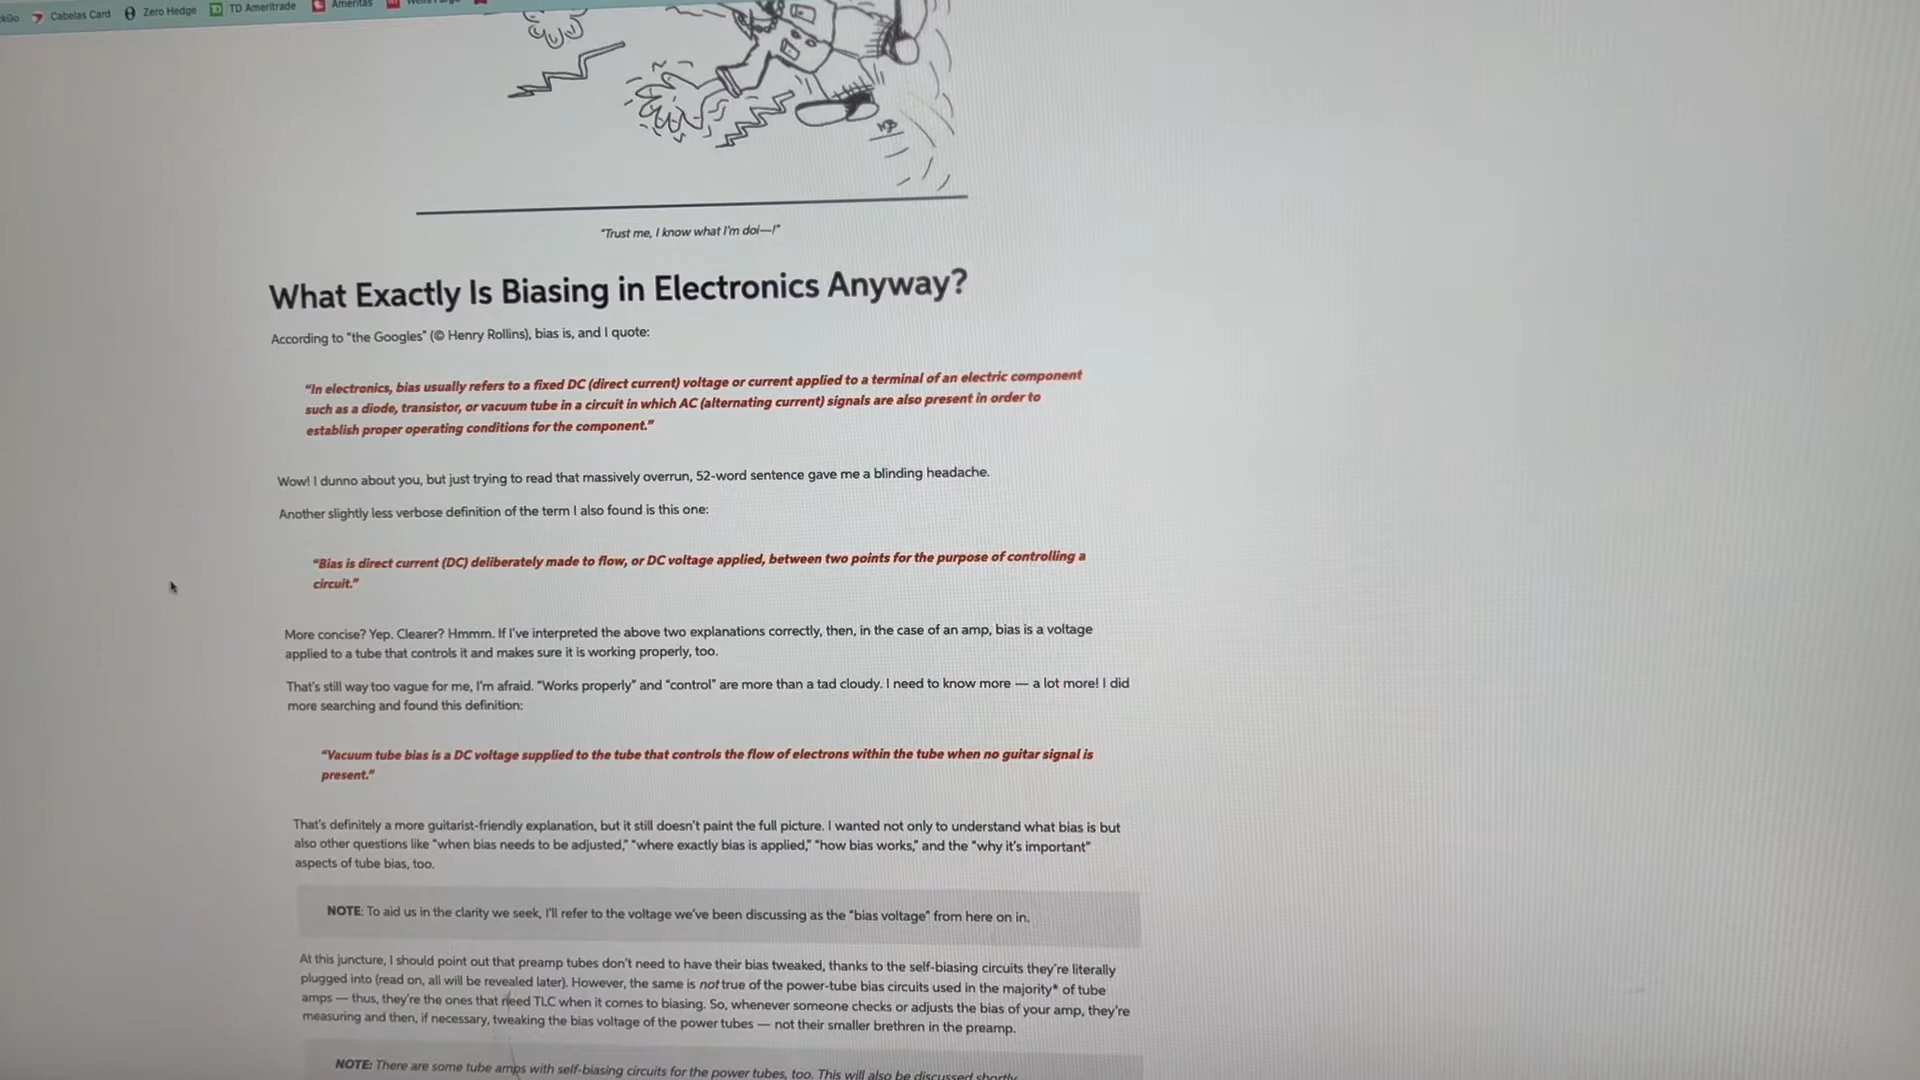 Cabelas Card Zero Hedge TD Ameritrade Ameritas
MB
"Trust me, I know what I'm doi—!"
What Exactly Is Biasing in Electronics Anyway?
According to "the Googles" (© Henry Rollins), bias is, and I quote:
"In electronics, bias usually refers to a fixed DC (direct current) voltage or current applied to a terminal of an electric component
such as a diode, transistor, or vacuum tube in a circuit in which AC (alternating current) signals are also present in order to
establish proper operating conditions for the component."
Wow! I dunno about you, but just trying to read that massively overrun, 52-word sentence gave me a blinding headache.
Another slightly less verbose definition of the term I also found is this one:
"Bias is direct current (DC) deliberately made to flow, or DC voltage applied, between two points for the purpose of controlling a
circuit."
More concise? Yep. Clearer? Hmmm. If I've interpreted the above two explanations correctly, then, in the case of an amp, bias is a voltage
applied to a tube that controls it and makes sure it is working properly, too.
That's still way too vague for me, I'm afraid. "Works properly" and "control" are more than a tad cloudy. I need to know more — a lot more! I did
more searching and found this definition:
"Vacuum tube bias is a DC voltage supplied to the tube that controls the flow of electrons within the tube when no guitar signal is
present."
That's definitely a more guitarist-friendly explanation, but it still doesn't paint the full picture. I wanted not only to understand what bias is but
also other questions like "when bias needs to be adjusted," "where exactly bias is applied," "how bias works," and the "why it's important"
aspects of tube bias, too.
NOTE: To aid us in the clarity we seek, I'll refer to the voltage we've been discussing as the "bias voltage" from here on in.
At this juncture, I should point out that preamp tubes don't need to have their bias tweaked, thanks to the self-biasing circuits they're literally
plugged into (read on, all will be revealed later). However, the same is not true of the power-tube bias circuits used in the majority* of tube
amps — thus, they're the ones that need TLC when it comes to biasing. So, whenever someone checks or adjusts the bias of your amp, they're
measuring and then, if necessary, tweaking the bias voltage of the power tubes — not their smaller brethren in the preamp.
NOTE: There are some tube amps with self-biasing circuits for the power tubes, too. This will also be discussed shortly.